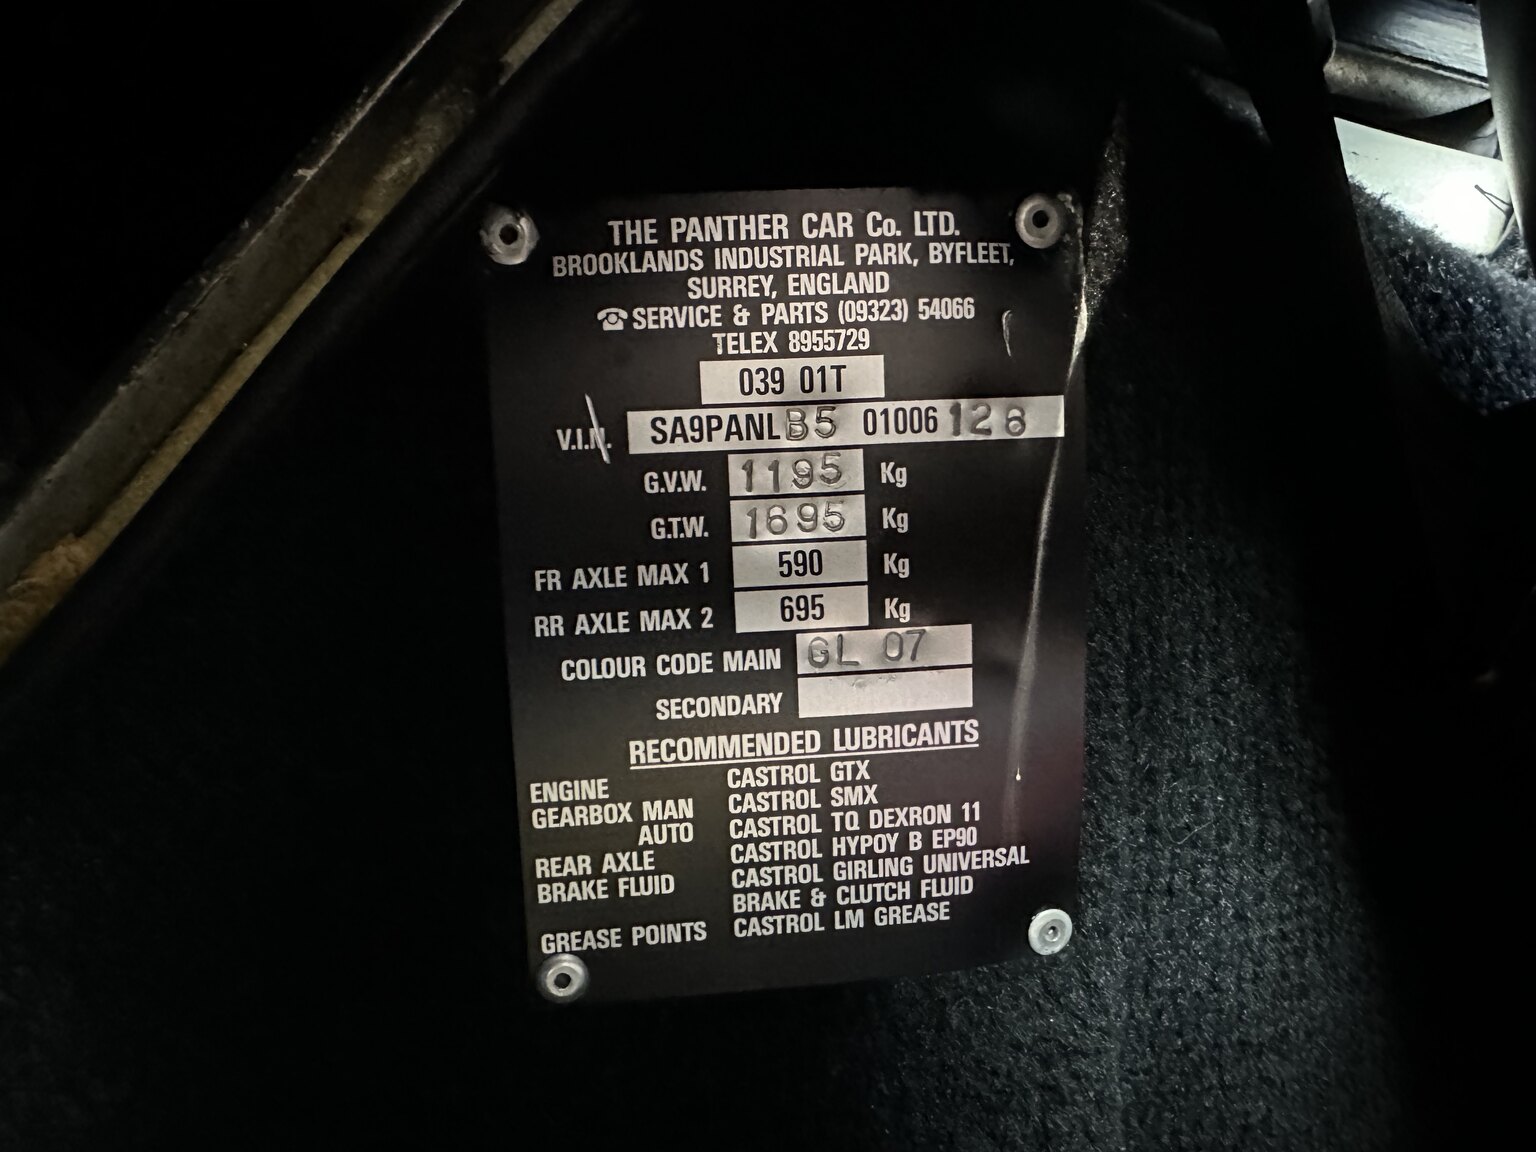 THE PANTHER CAR Co. LTD.
BROOKLANDS INDUSTRIAL PARK, BYFLEET,
SURREY, ENGLAND
☎ SERVICE & PARTS (09323) 54066
TELEX 8955729
039 01T
V.I.N. SA9PANLB5 01006128
G.V.W. 1195 Kg
G.T.W. 1695 Kg
FR AXLE MAX 1 590 Kg
RR AXLE MAX 2 695 Kg
COLOUR CODE MAIN GL 07
SECONDARY
RECOMMENDED LUBRICANTS
ENGINE CASTROL GTX
GEARBOX MAN CASTROL SMX
AUTO CASTROL TQ DEXRON 11
REAR AXLE CASTROL HYPOY B EP90
BRAKE FLUID CASTROL GIRLING UNIVERSAL
BRAKE & CLUTCH FLUID
GREASE POINTS CASTROL LM GREASE